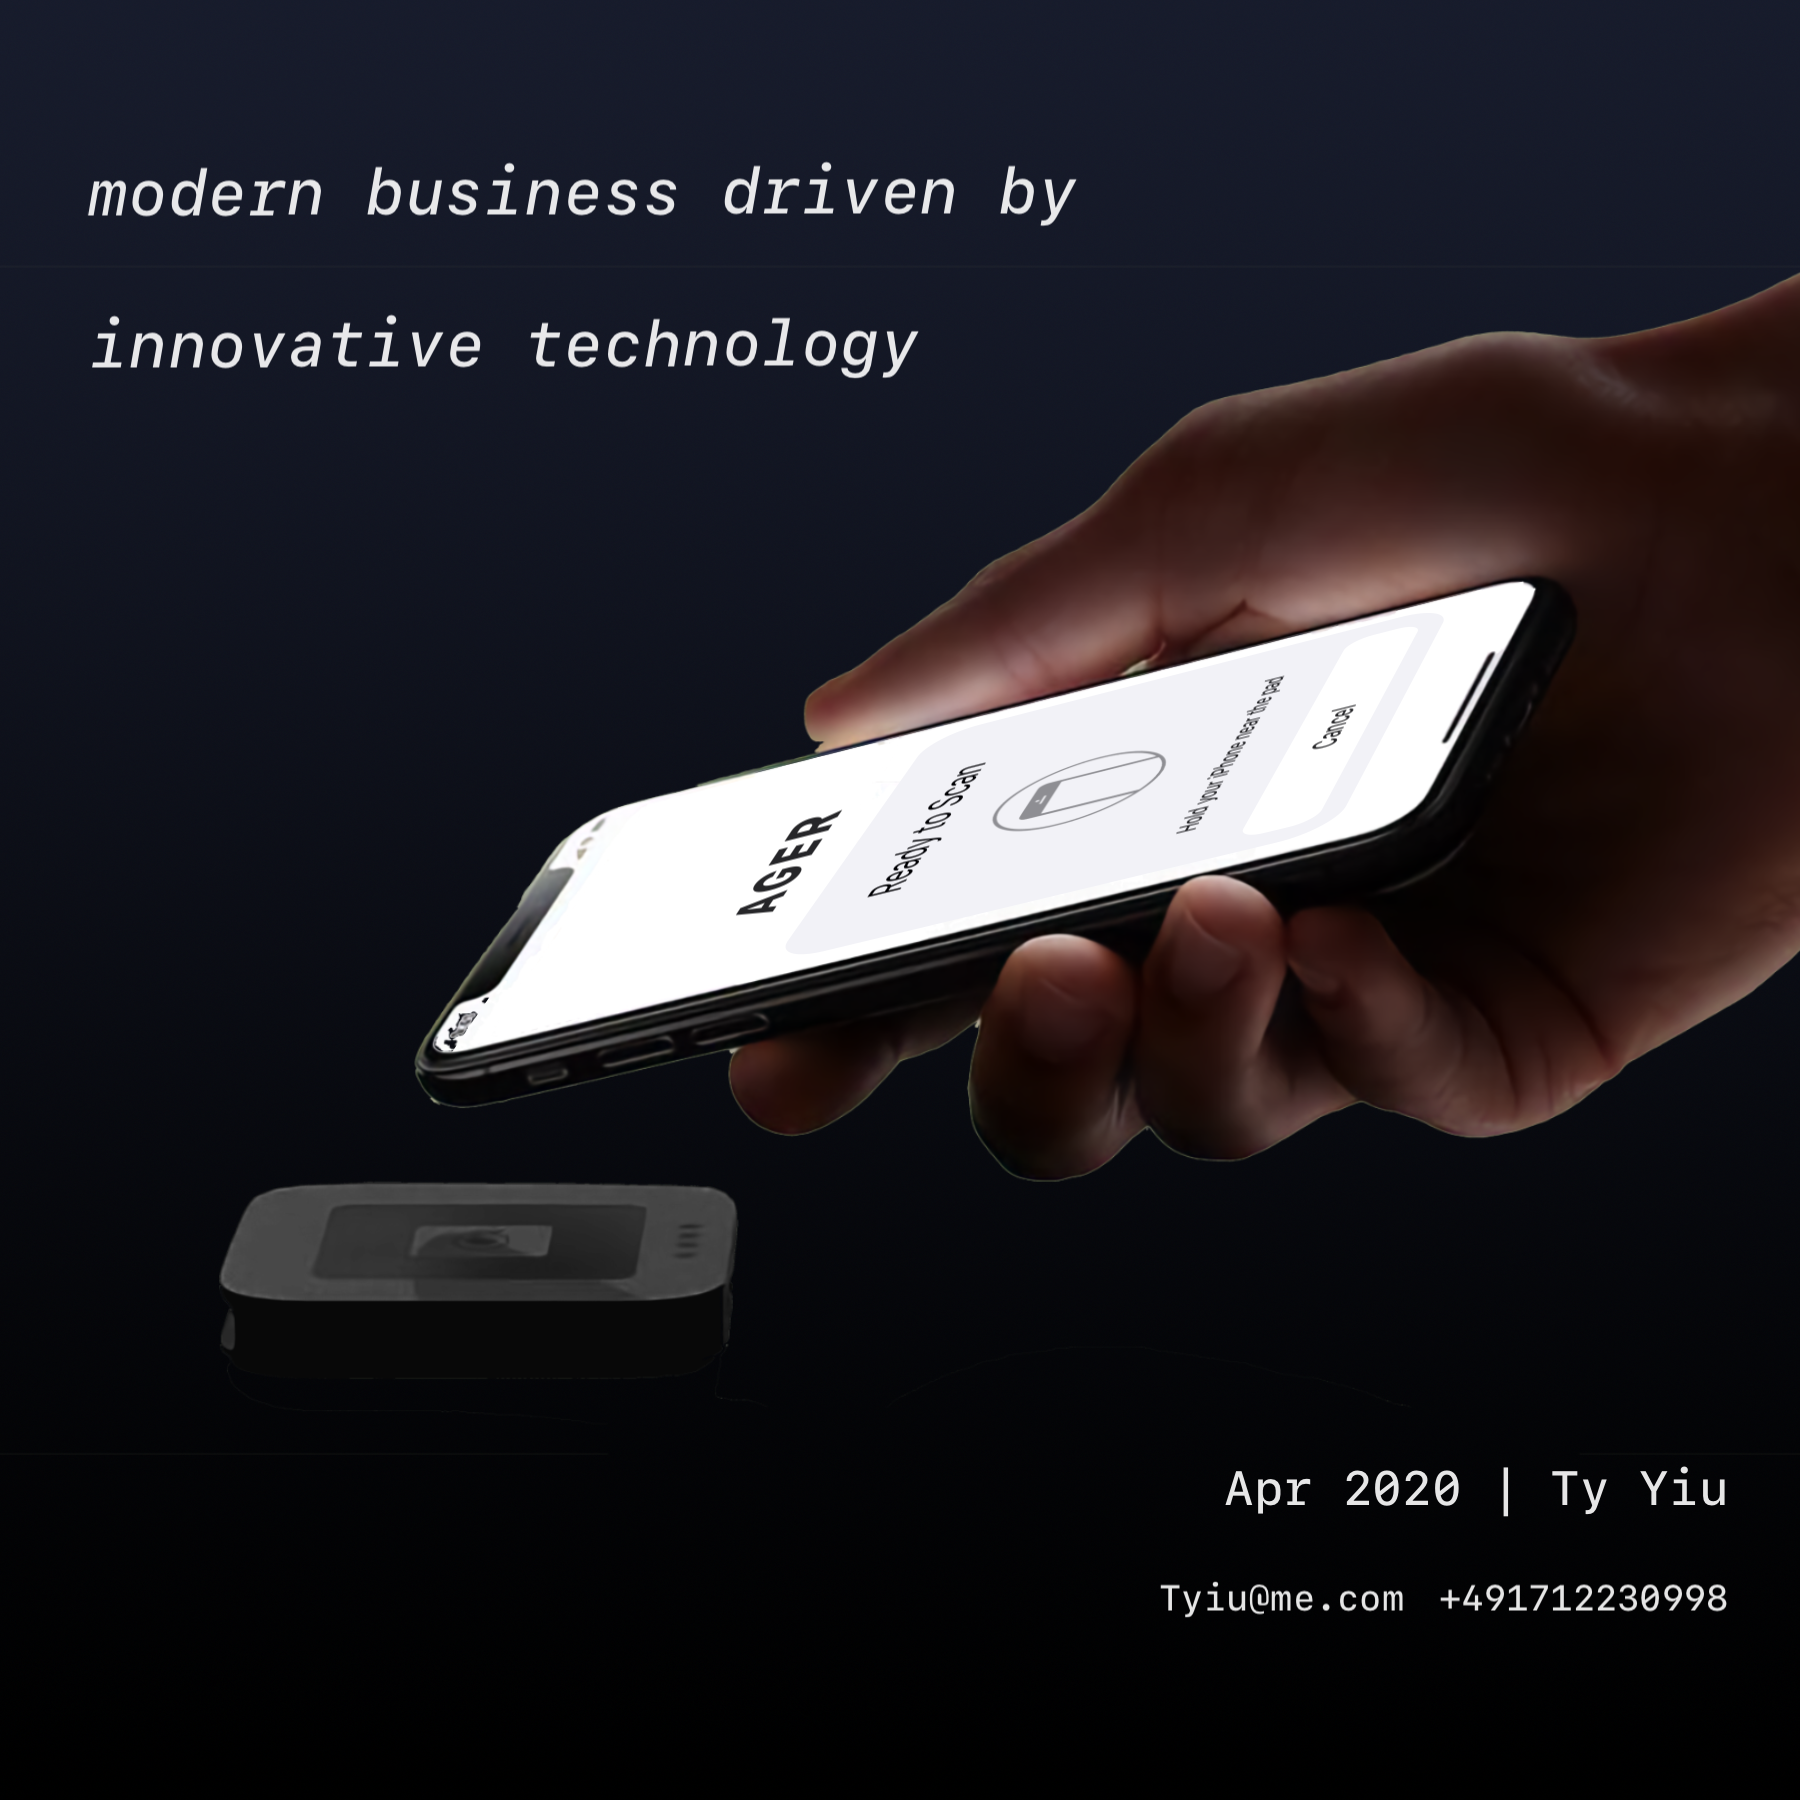 modern business driven by
innovative technology
AGER
Ready to Scan
Hold your iPhone near the pad
Cancel
Apr 2020 | Ty Yiu
Tyiu@me.com +491712230998